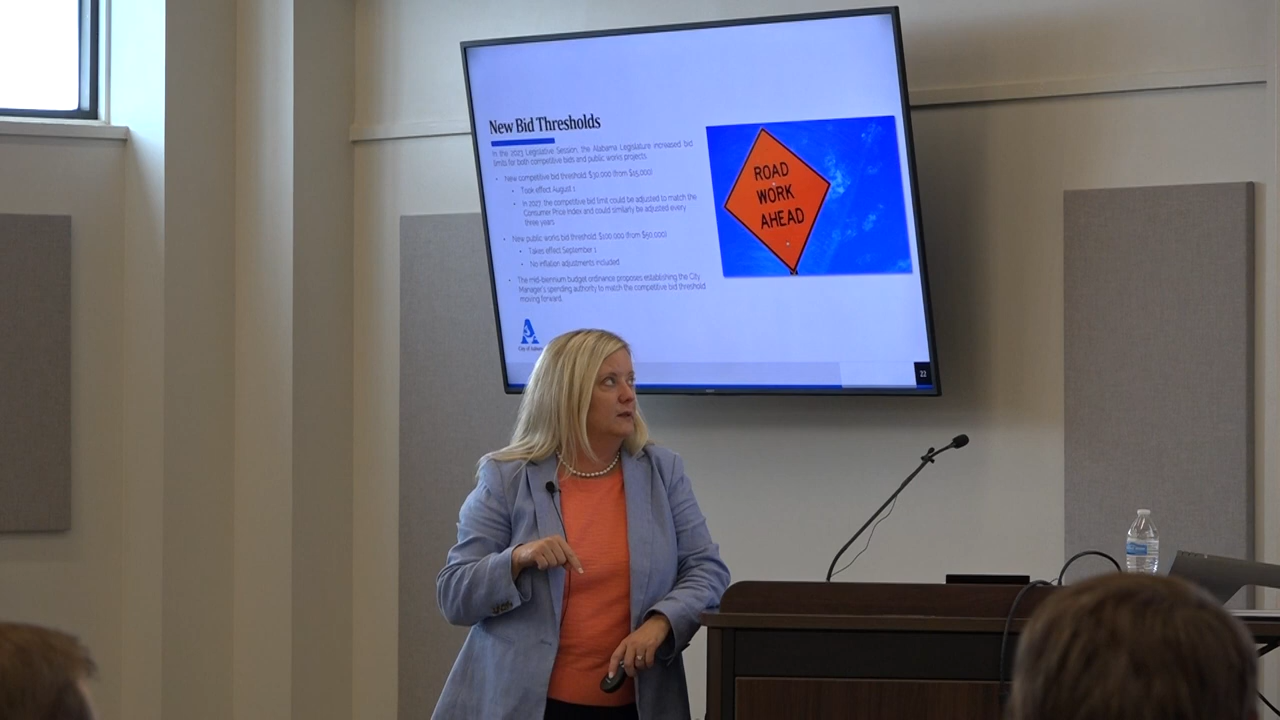 New Bid Thresholds
In the 2023 Legislative Session, the Alabama Legislature increased bid
limits for both competitive bids and public works projects.
• New competitive bid threshold: $30,000 (from $15,000)
• Took effect August 1
• In 2027, the competitive bid limit could be adjusted to match the
Consumer Price Index and could similarly be adjusted every
three years.
• New public works bid threshold: $100,000 (from $50,000)
• Takes effect September 1
• No inflation adjustments included
• The mid-biennium budget ordinance proposes establishing the City
Manager's spending authority to match the competitive bid threshold
moving forward.
ROAD
WORK
AHEAD
City of Auburn
22